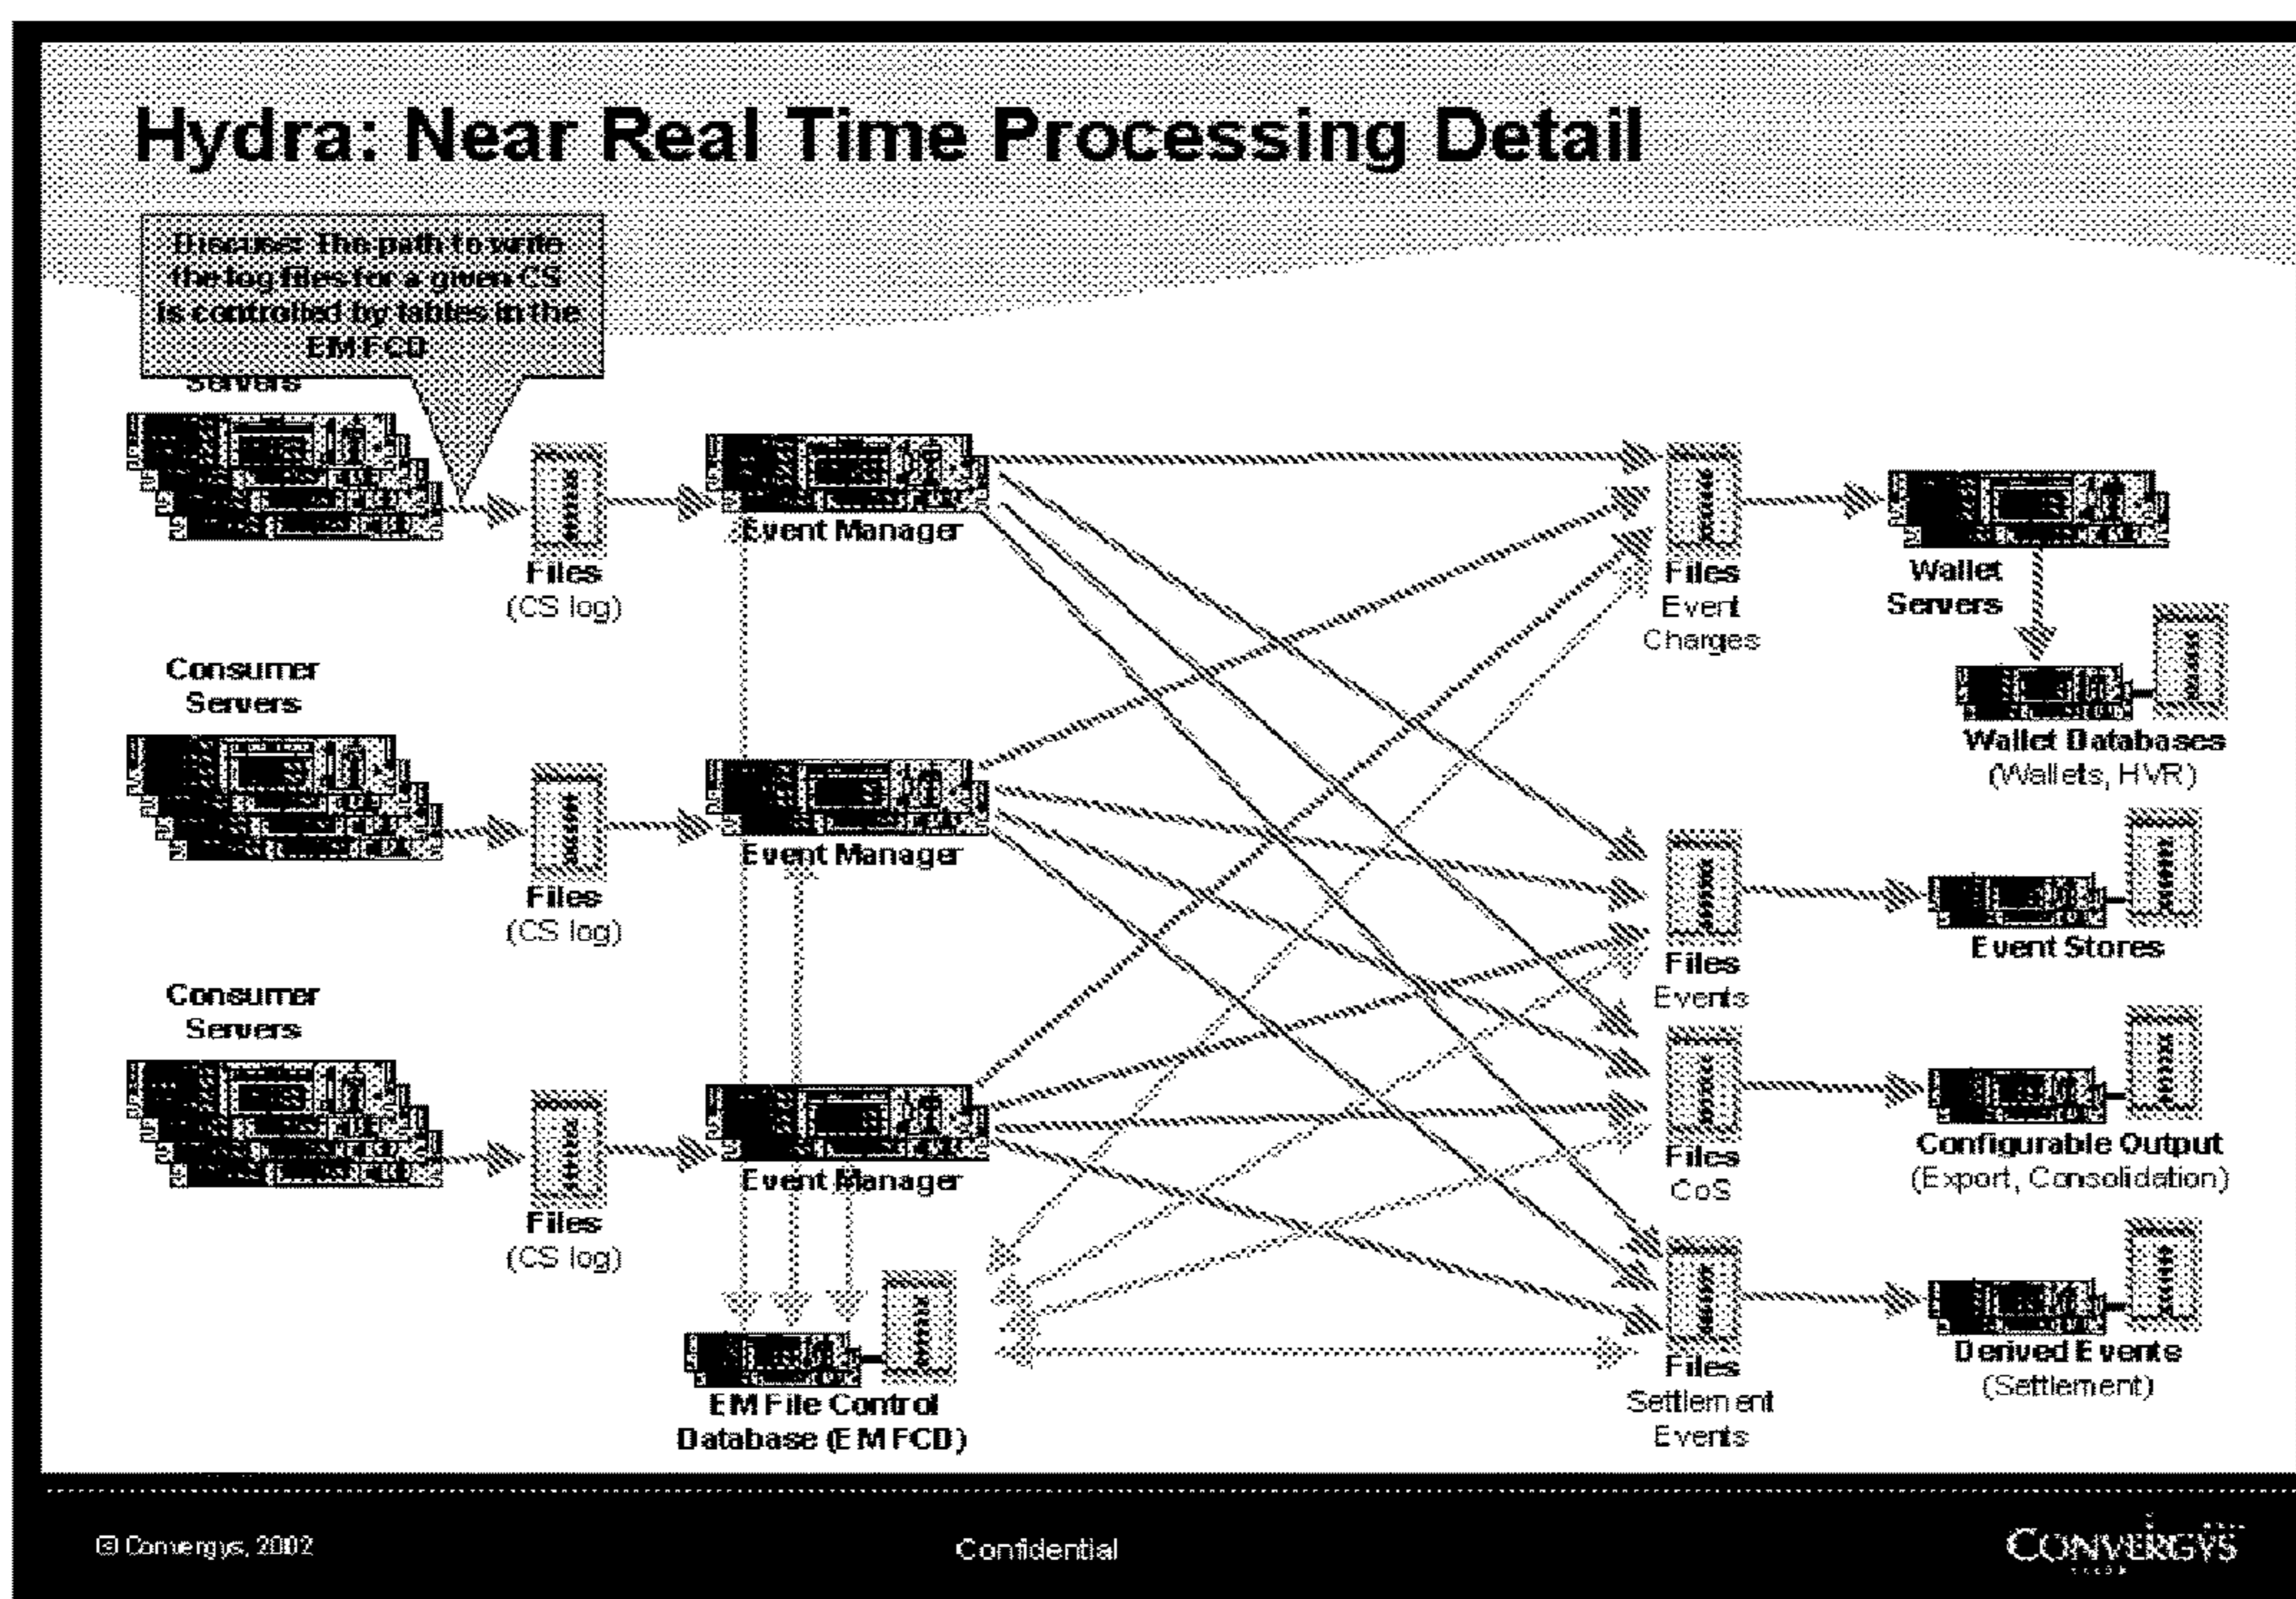 Hydra: Near Real Time Processing Detail
Discuss: The path to write
the log files for a given CS
is controlled by tables in the
EM FCD
Servers
Files
(CS log)
Event Manager
Files
Event
Charges
Wallet
Servers
Wallet Databases
(Wallets, HVR)
Consumer
Servers
Files
(CS log)
Event Manager
Files
Events
Event Stores
Consumer
Servers
Files
(CS log)
Event Manager
Files
CoS
Configurable Output
(Export, Consolidation)
EM File Control
Database (EM FCD)
Files
Settlement
Events
Derived Events
(Settlement)
© Convergys, 2002
Confidential
CONVERGYS